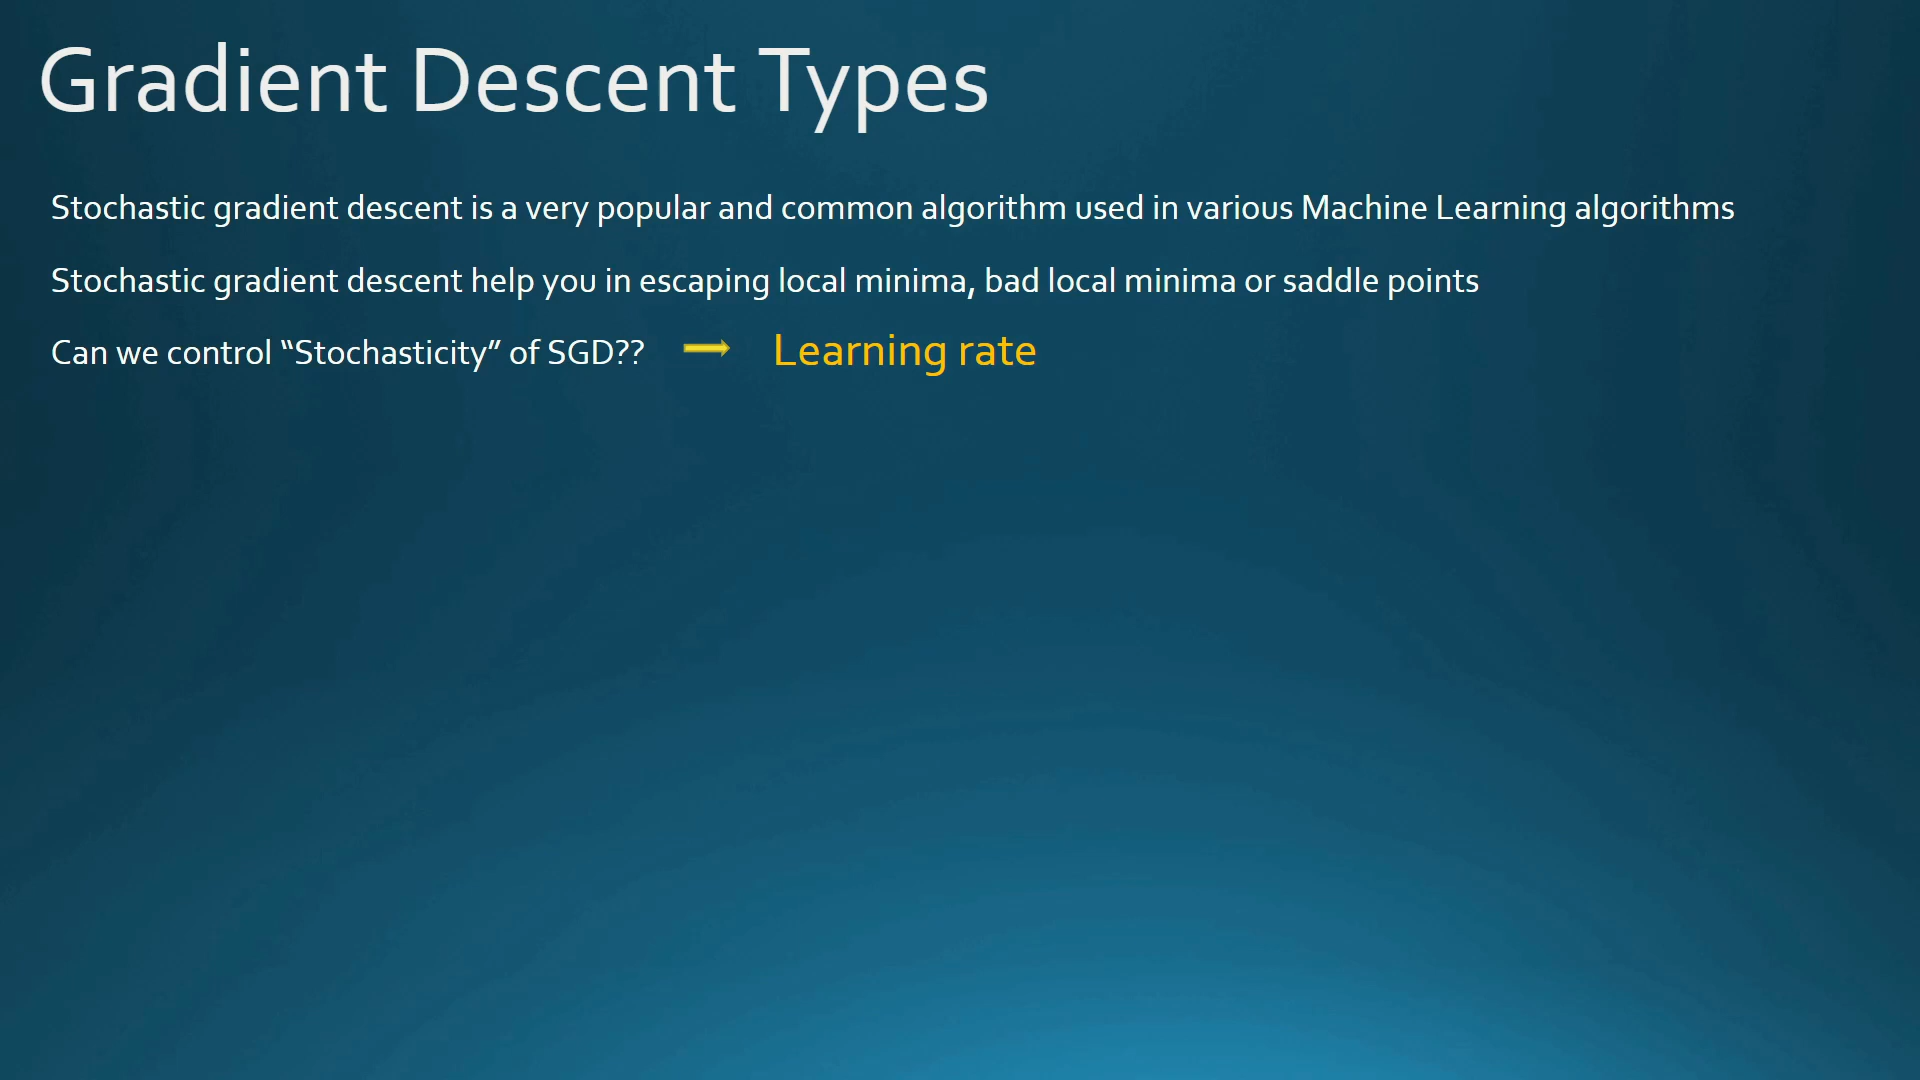 Gradient Descent Types
Stochastic gradient descent is a very popular and common algorithm used in various Machine Learning algorithms
Stochastic gradient descent help you in escaping local minima, bad local minima or saddle points
Can we control “Stochasticity” of SGD?? Learning rate